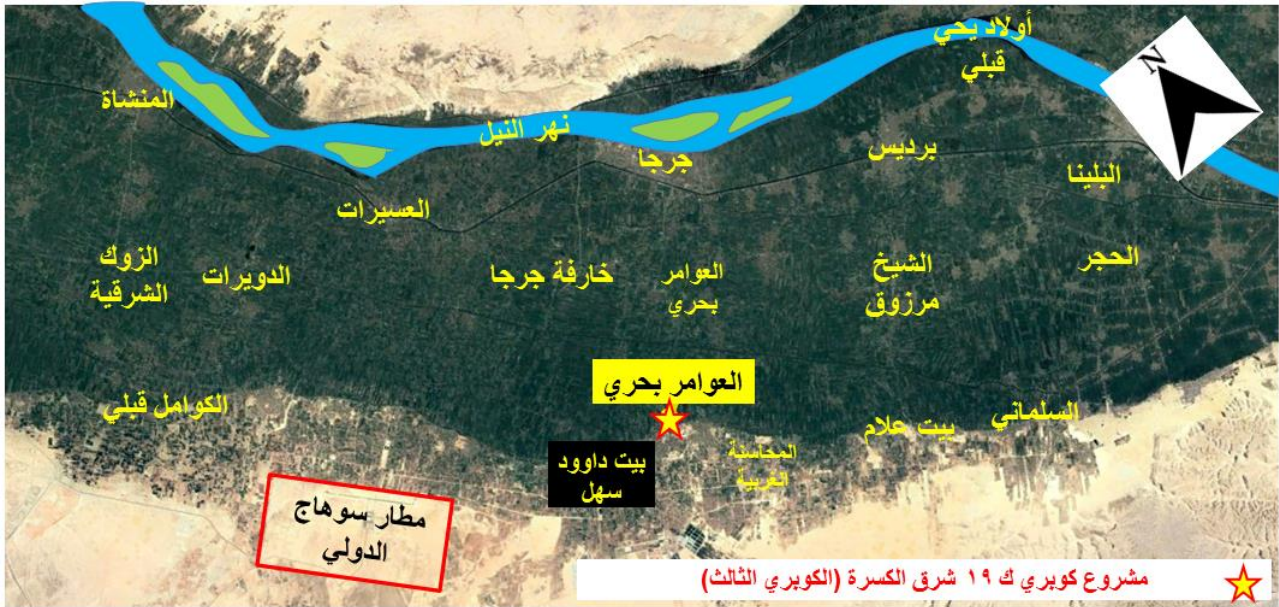 أولاد يحي
قبلي
N
المنشاة
نهر النيل
جرجا
برديس
البلينا
العسيرات
الزوك
الشرقية
الدويرات
خارفة جرجا
العوامر
بحري
الشيخ
مرزوق
الحجر
العوامر بحري
الكوامل قبلي
السلماني
بيت علام
المحاسنة
الغربية
بيت داوود
سهل
مطار سوهاج
الدولي
مشروع كوبري ك ١٩ شرق الكسرة (الكوبري الثالث)